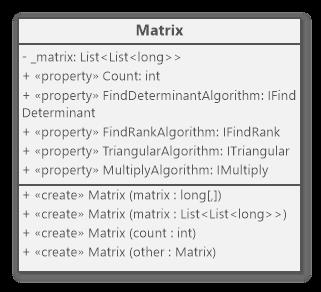 Matrix
- _matrix: List<List<long>>
+ «property» Count: int
+ «property» FindDeterminantAlgorithm: IFind
Determinant
+ «property» FindRankAlgorithm: IFindRank
+ «property» TriangularAlgorithm: ITriangular
+ «property» MultiplyAlgorithm: IMultiply
+ «create» Matrix (matrix : long[,])
+ «create» Matrix (matrix : List<List<long>>)
+ «create» Matrix (count : int)
+ «create» Matrix (other : Matrix)